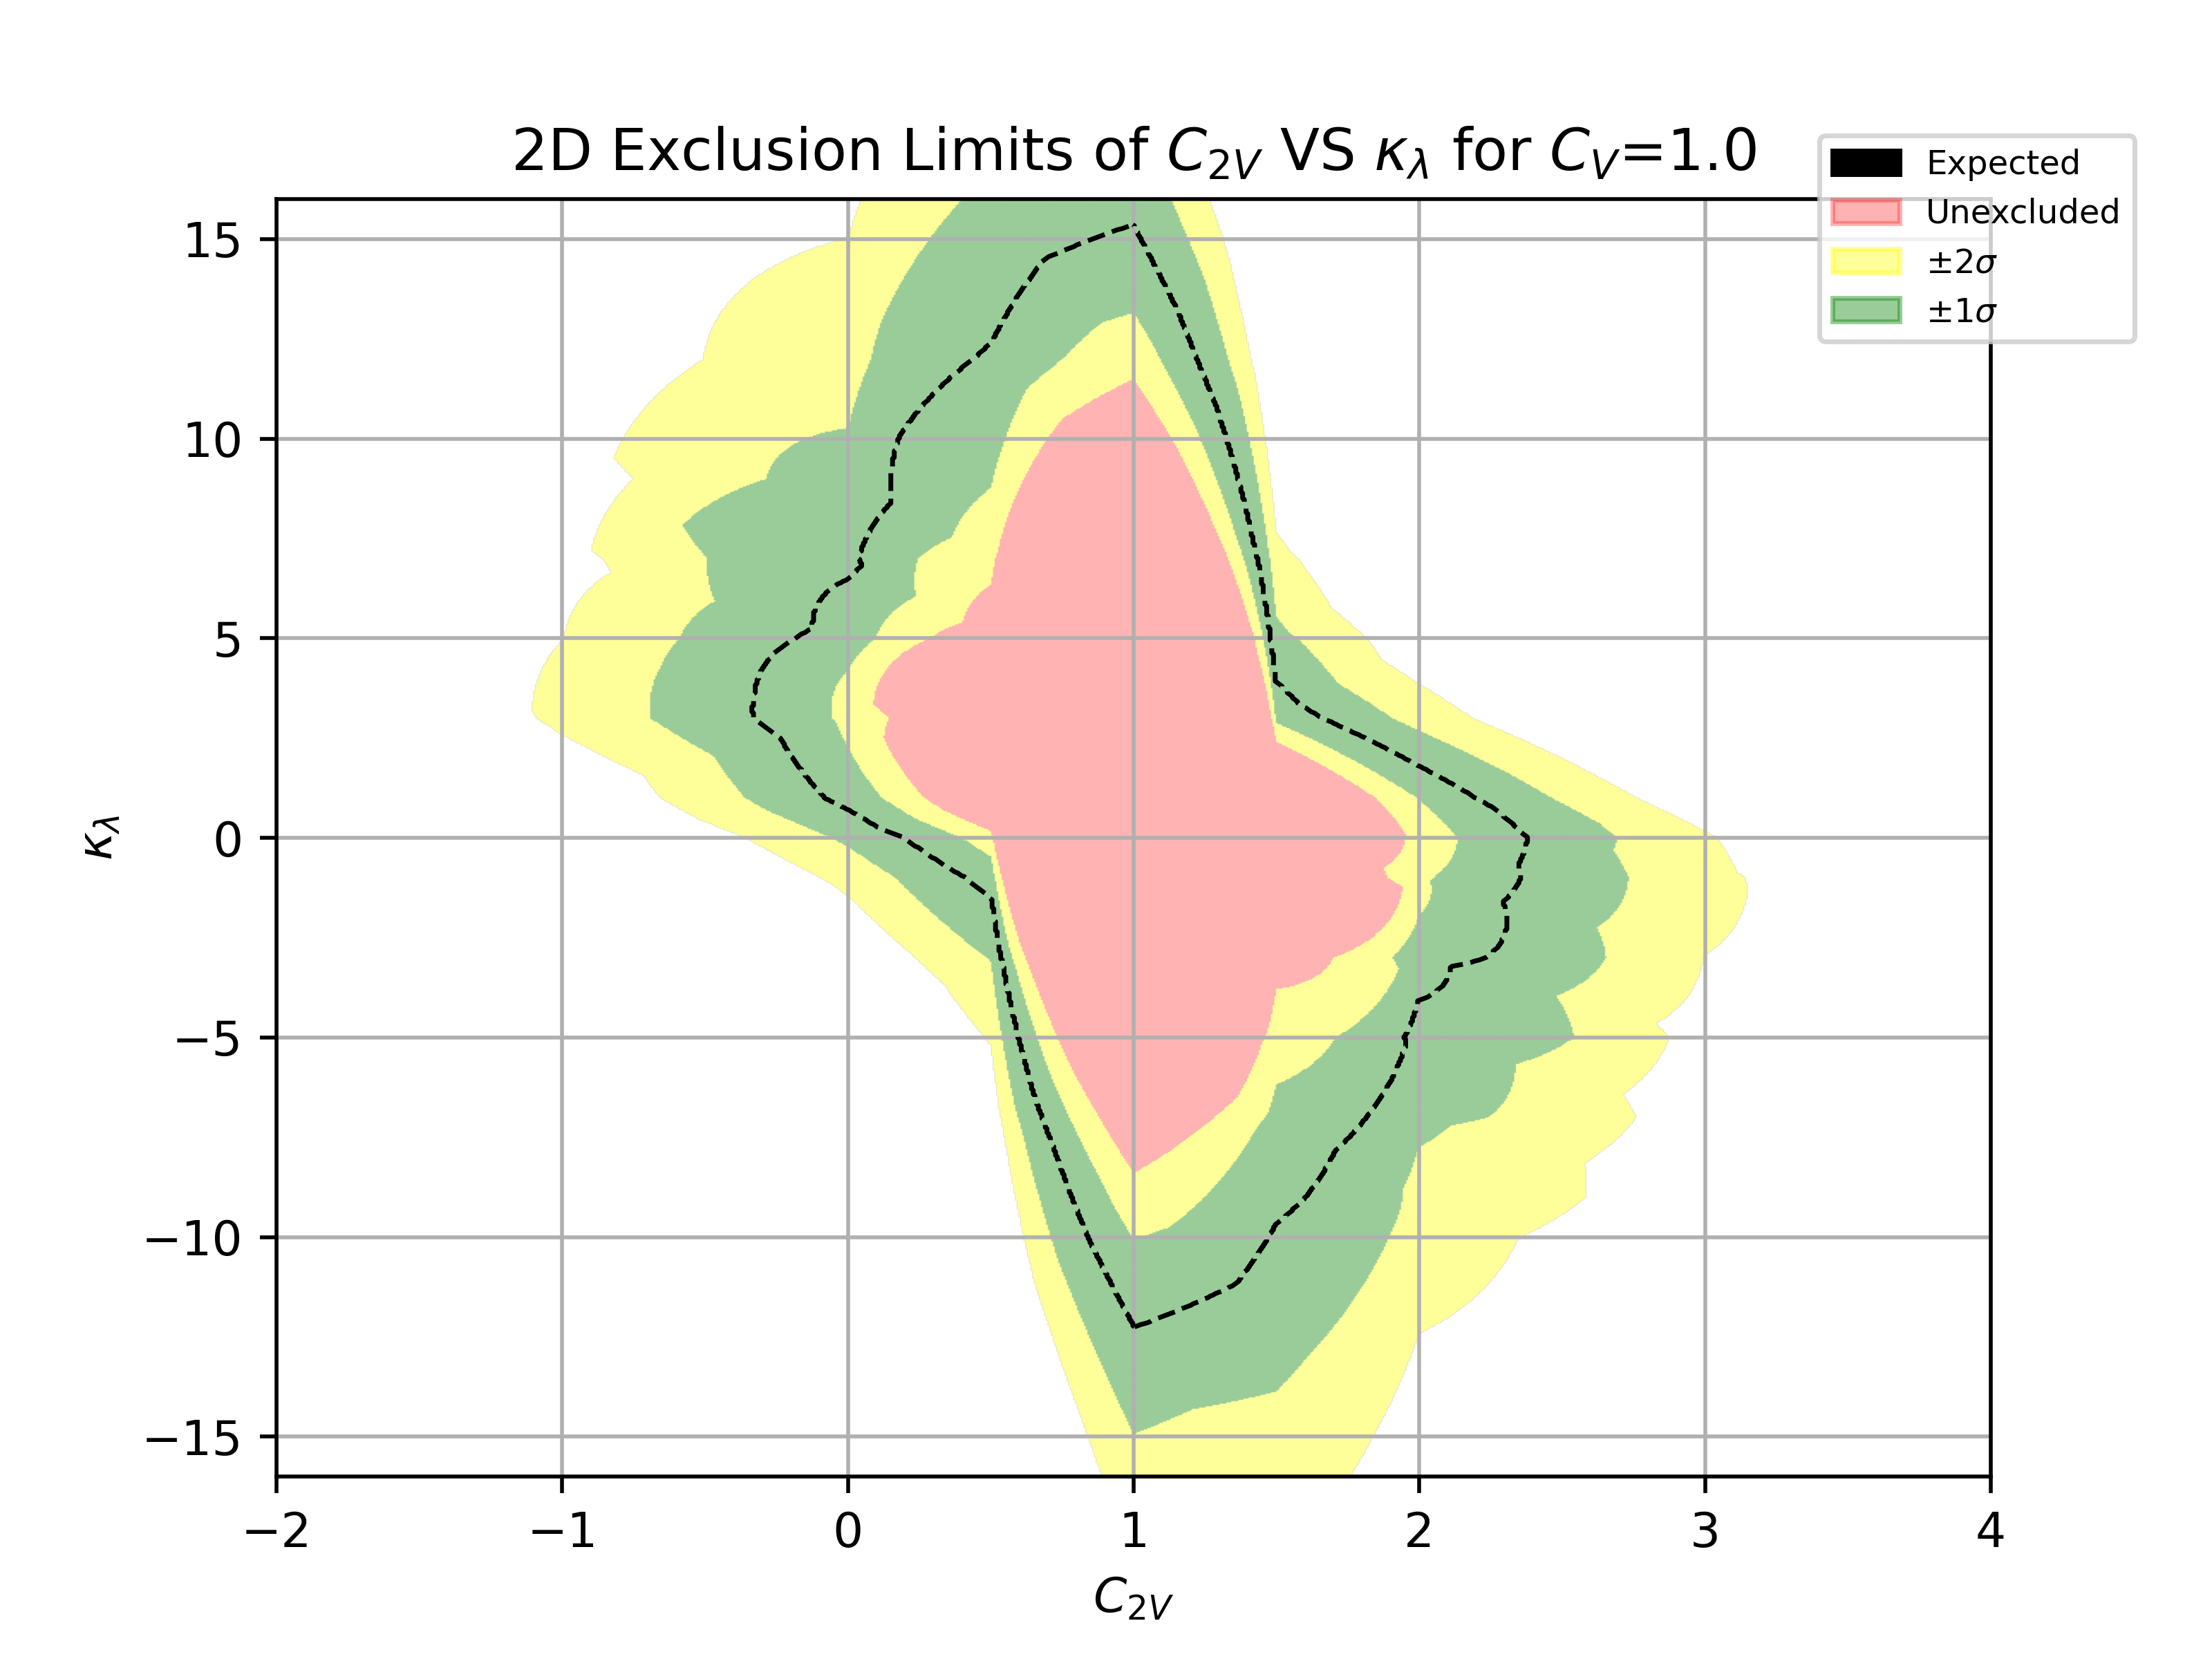 2D Exclusion Limits of C₂V VS κλ for C_V=1.0
Expected
Unexcluded
±2σ
±1σ
15
10
5
0
−5
−10
−15
κλ
−2 −1 0 1 2 3 4
C₂V